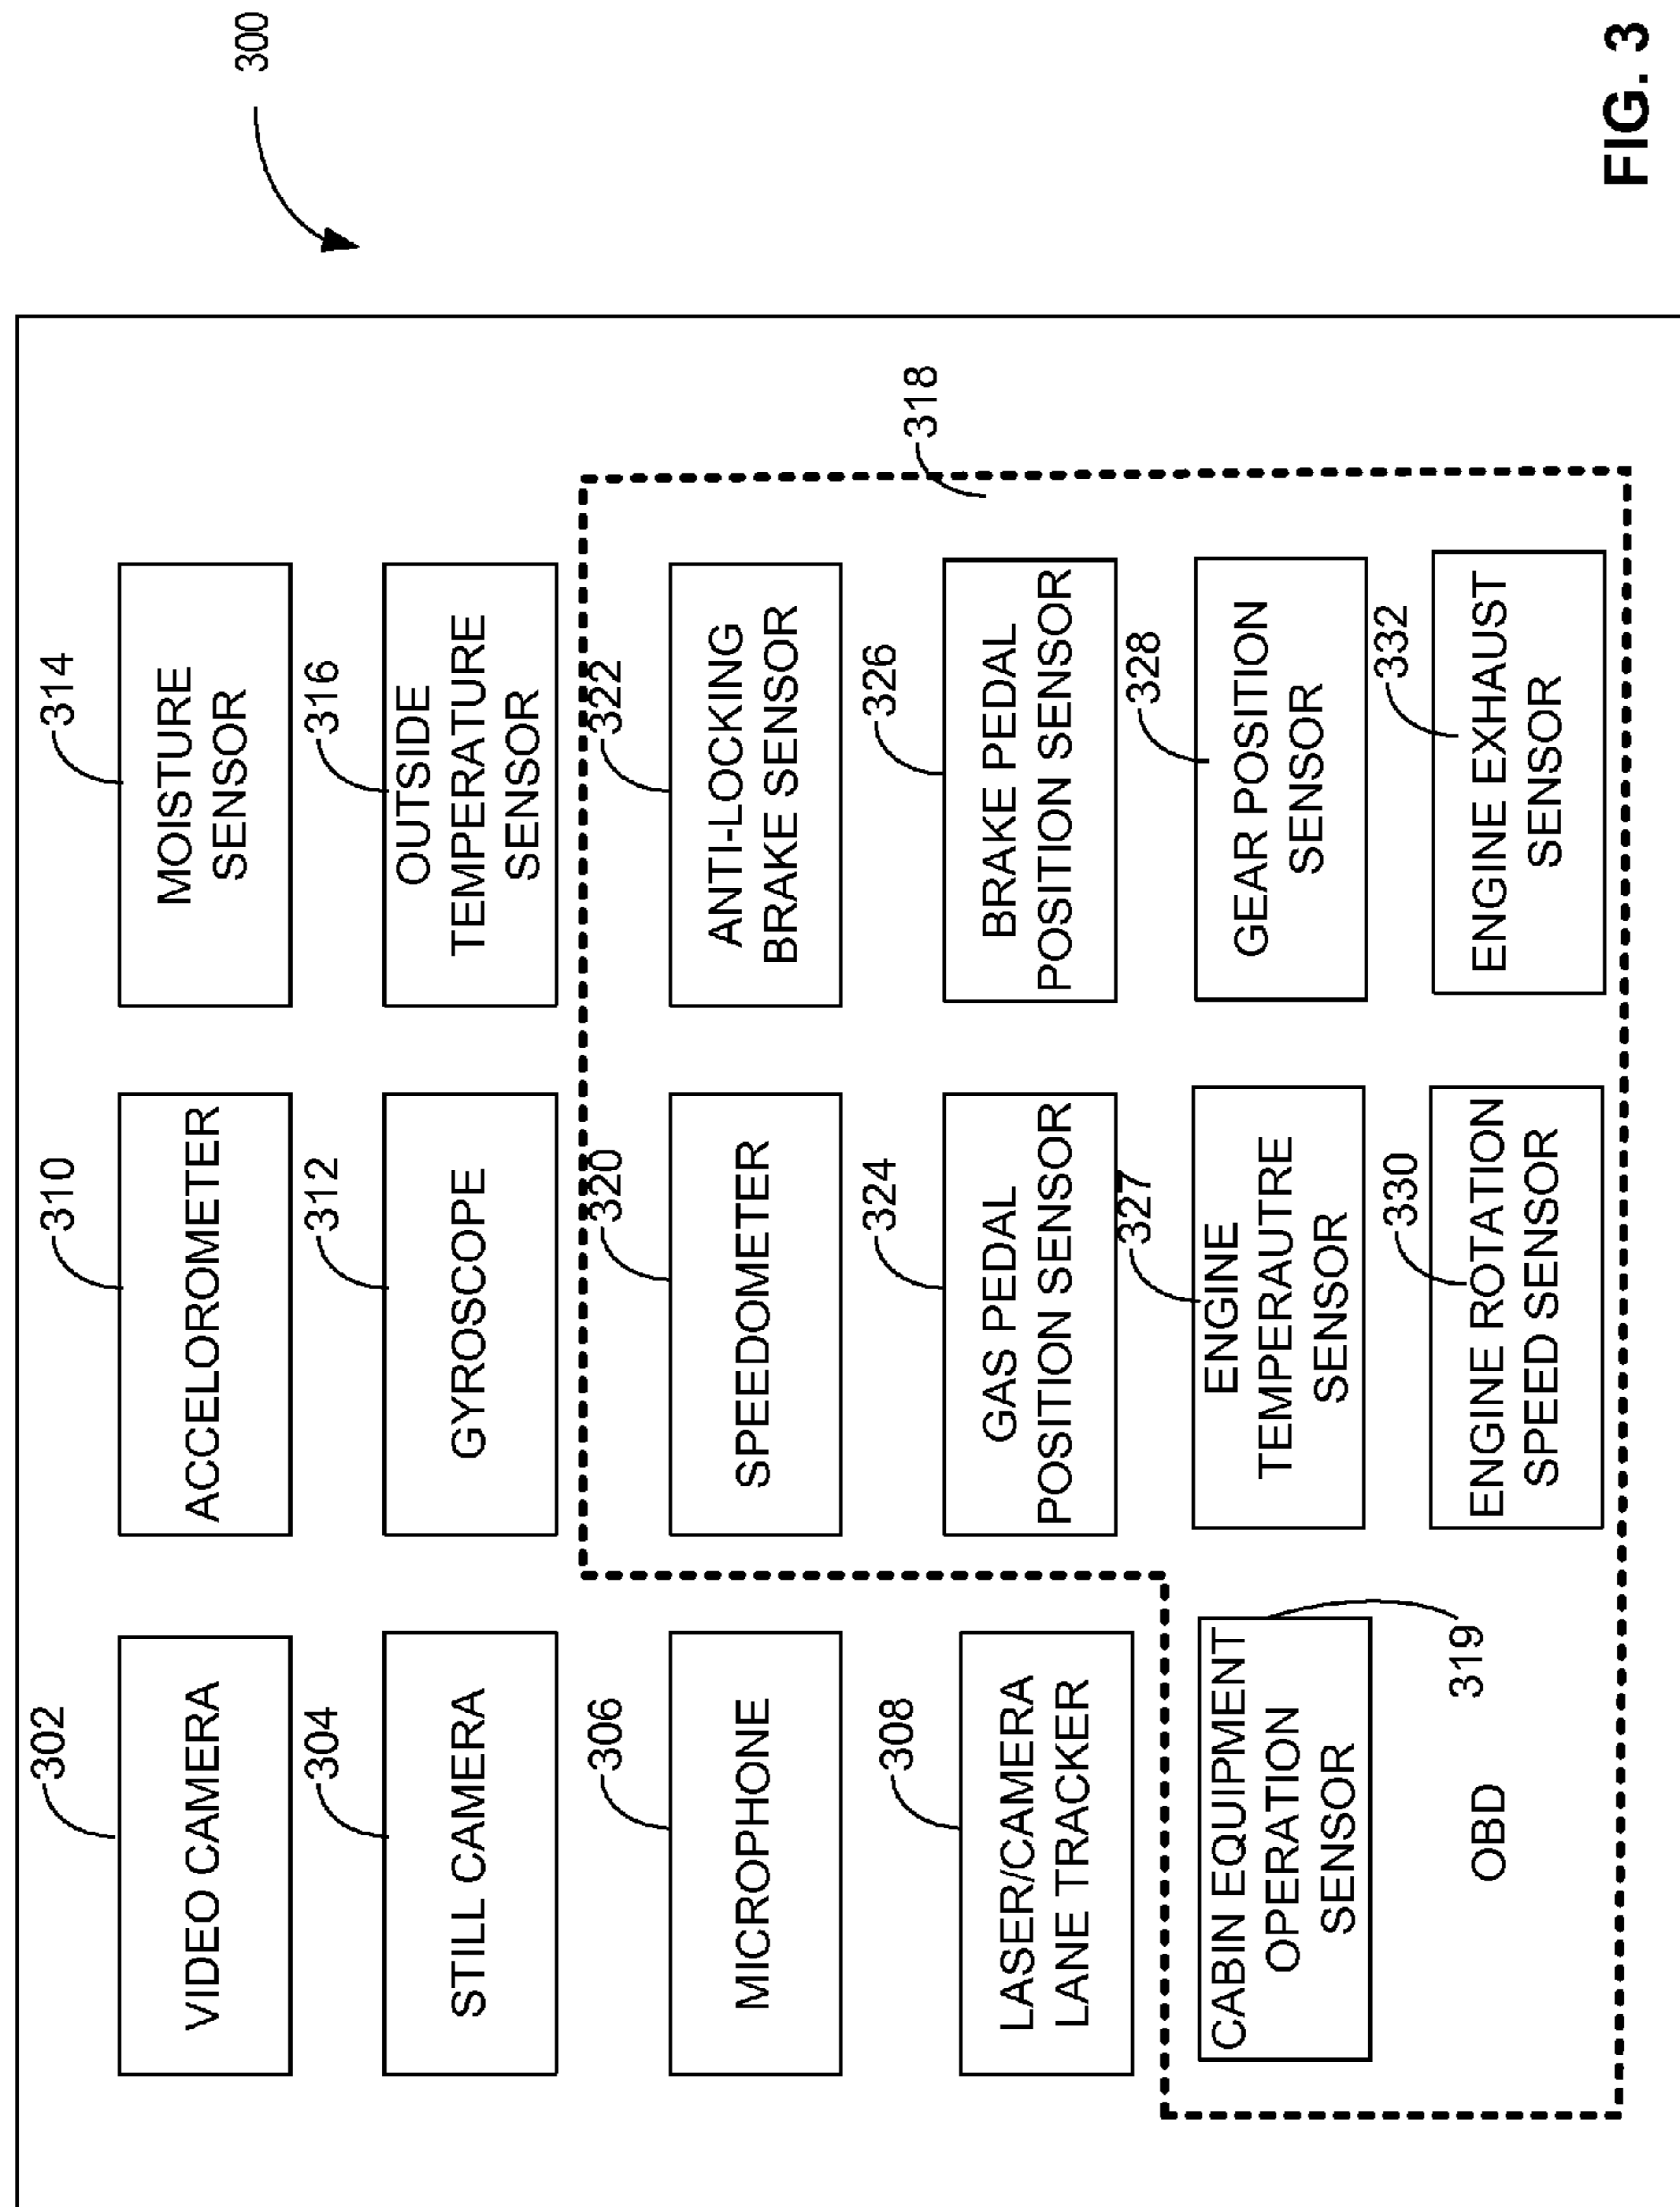 300
302
VIDEO CAMERA
310
ACCELOROMETER
314
MOISTURE
SENSOR
304
STILL CAMERA
312
GYROSCOPE
316
OUTSIDE
TEMPERATURE
SENSOR
306
MICROPHONE
320
SPEEDOMETER
322
ANTI-LOCKING
BRAKE SENSOR
308
LASER/CAMERA
LANE TRACKER
324
GAS PEDAL
POSITION SENSOR
326
BRAKE PEDAL
POSITION SENSOR
318
CABIN EQUIPMENT
OPERATION
SENSOR
319
327
ENGINE
TEMPERAUTRE
SENSOR
328
GEAR POSITION
SENSOR
OBD
330
ENGINE ROTATION
SPEED SENSOR
332
ENGINE EXHAUST
SENSOR
FIG. 3